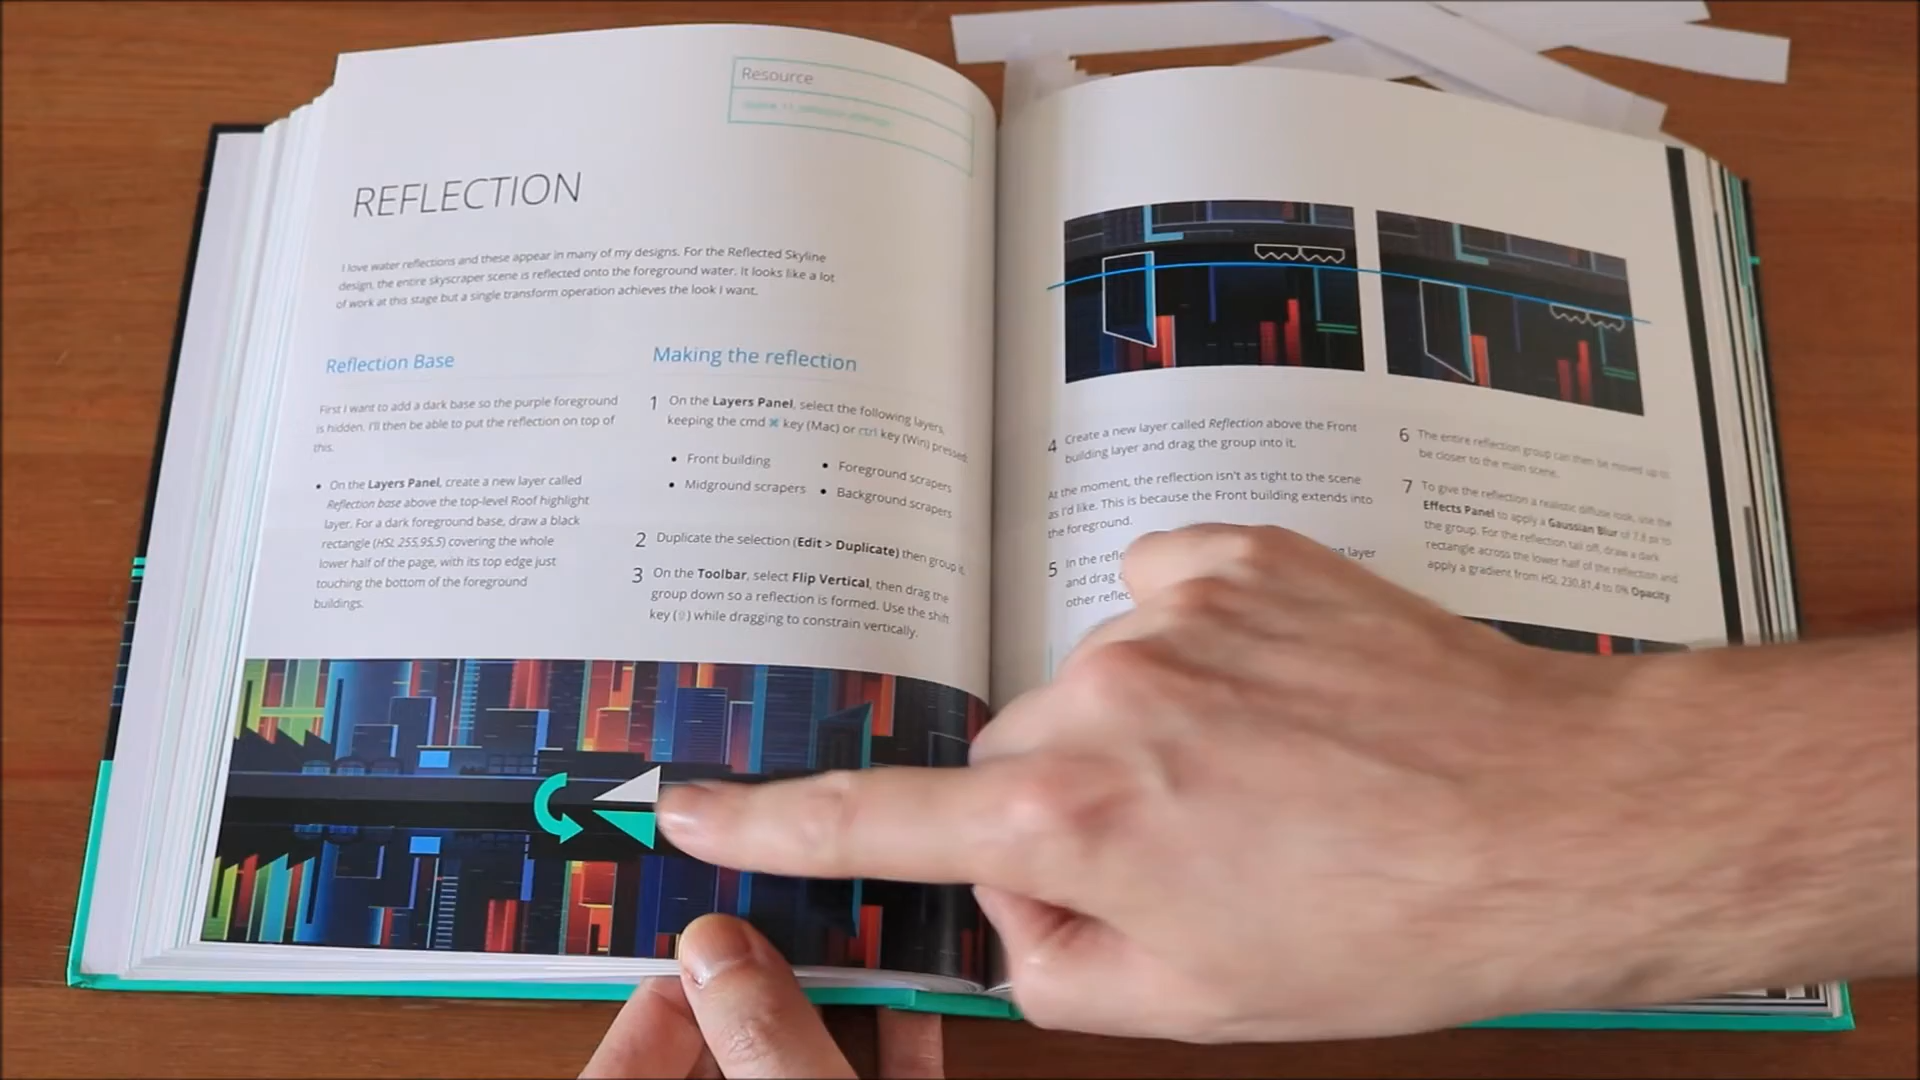 Resource
REFLECTION
I love water reflections and these appear in many of my designs. For the Reflected Skyline
design, the entire skyscraper scene is reflected onto the foreground water. It looks like a lot
of work at this stage but a single transform operation achieves the look I want.
Reflection Base
First I want to add a dark base so the purple foreground
is hidden. I'll then be able to put the reflection on top of
this.
• On the Layers Panel, create a new layer called
Reflection base above the top-level Roof highlight
layer. For a dark foreground base, draw a black
rectangle (HSL 255,95,5) covering the whole
lower half of the page, with its top edge just
touching the bottom of the foreground
buildings.
Making the reflection
1 On the Layers Panel, select the following layers,
keeping the cmd ⌘ key (Mac) or ctrl key (Win) pressed:
• Front building
• Midground scrapers
• Foreground scrapers
• Background scrapers
2 Duplicate the selection (Edit > Duplicate) then group it.
3 On the Toolbar, select Flip Vertical, then drag the
group down so a reflection is formed. Use the shift
key (⇧) while dragging to constrain vertically.
4 Create a new layer called Reflection above the Front
building layer and drag the group into it.
At the moment, the reflection isn't as tight to the scene
as I'd like. This is because the Front building extends into
the foreground.
5 In the layer
and drag
other
6 The entire reflection group can then be moved up to
be closer to the main scene.
7 To give the reflection a realistic diffuse look, use the
Effects Panel to apply a Gaussian Blur of 7.8 px to
the group. For the reflection tail off, draw a dark
rectangle across the lower half of the reflection and
apply a gradient from HSL 230,81,4 to 0% Opacity